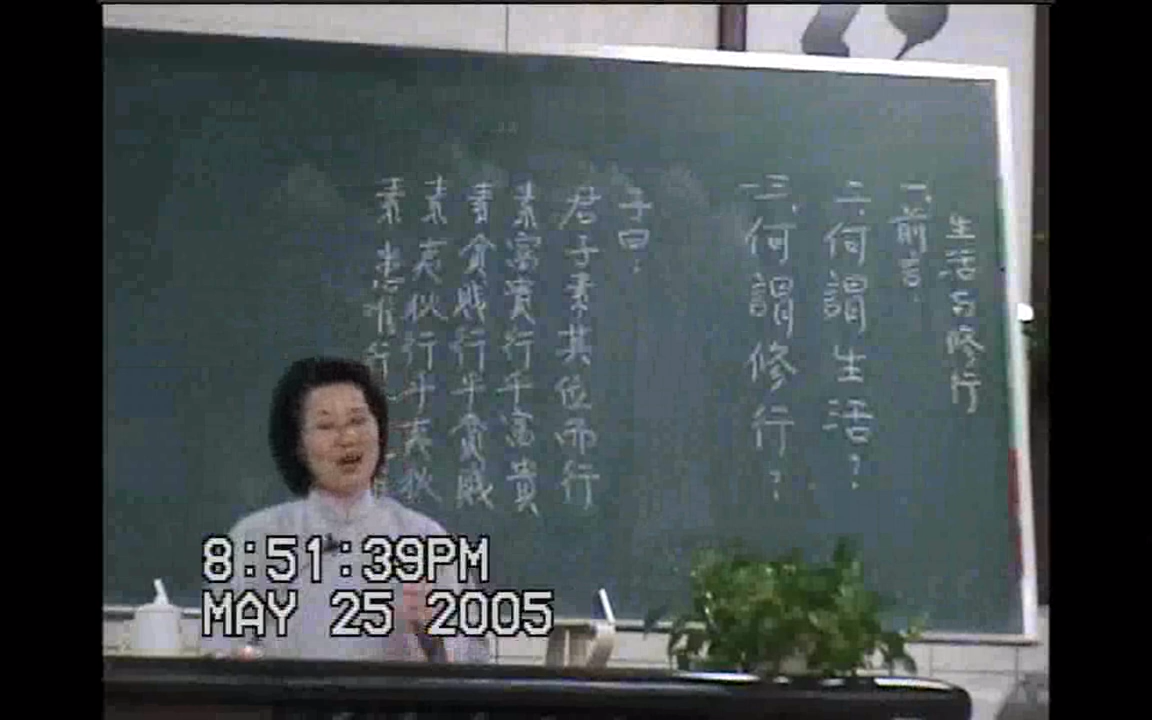 生活与修行
一、前言:
二、何謂生活?
三、何謂修行?
子曰:
君子素其位而行
素富貴行乎富貴
素貧賤行乎貧賤
素夷狄行乎夷狄
素患难行
8:51:39PM
MAY 25 2005